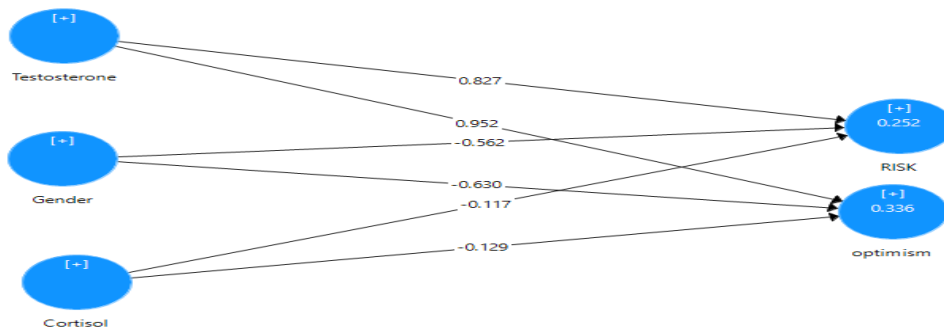 [+]
Testosterone
0.827
[+]
0.252
RISK
0.952
-0.562
[+]
Gender
-0.630
-0.117
[+]
0.336
optimism
-0.129
[+]
Cortisol